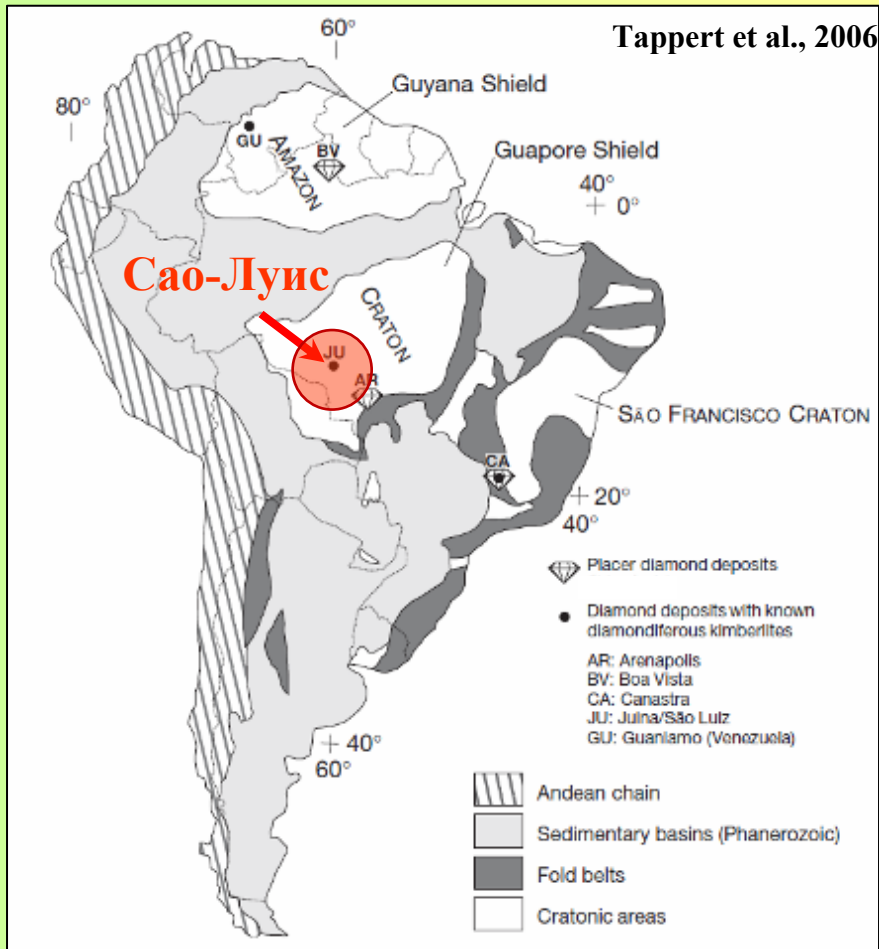 Tappert et al., 2006
60°
Guyana Shield
80°
GU
AMAZON
BV
Guapore Shield
40°
0°
Сао-Луис
CRATON
JU
AR
SÃO FRANCISCO CRATON
CA
20°
40°
Placer diamond deposits
Diamond deposits with known
diamondiferous kimberlites
AR: Arenapolis
BV: Boa Vista
CA: Canastra
JU: Juina/São Luiz
GU: Guaniamo (Venezuela)
40°
60°
Andean chain
Sedimentary basins (Phanerozoic)
Fold belts
Cratonic areas